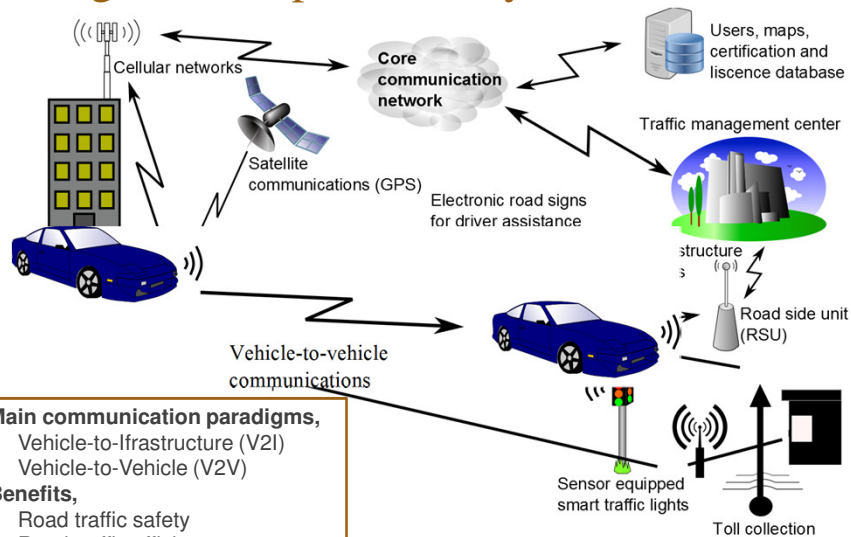 Cellular networks
Core
communication
network
Users, maps,
certification and
liscence database
Traffic management center
Satellite
communications (GPS)
Electronic road signs
for driver assistance
structure
s
Road side unit
(RSU)
Vehicle-to-vehicle
communications
Main communication paradigms,
Vehicle-to-Ifrastructure (V2I)
Vehicle-to-Vehicle (V2V)
Benefits,
Road traffic safety
Sensor equipped
smart traffic lights
Toll collection